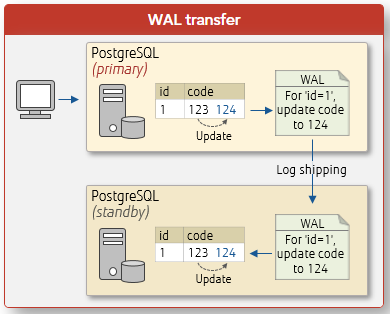 WAL transfer
PostgreSQL
(primary)
id code
1 123 124
Update
WAL
For 'id=1',
update code
to 124
Log shipping
PostgreSQL
(standby)
id code
1 123 124
Update
WAL
For 'id=1',
update code
to 124